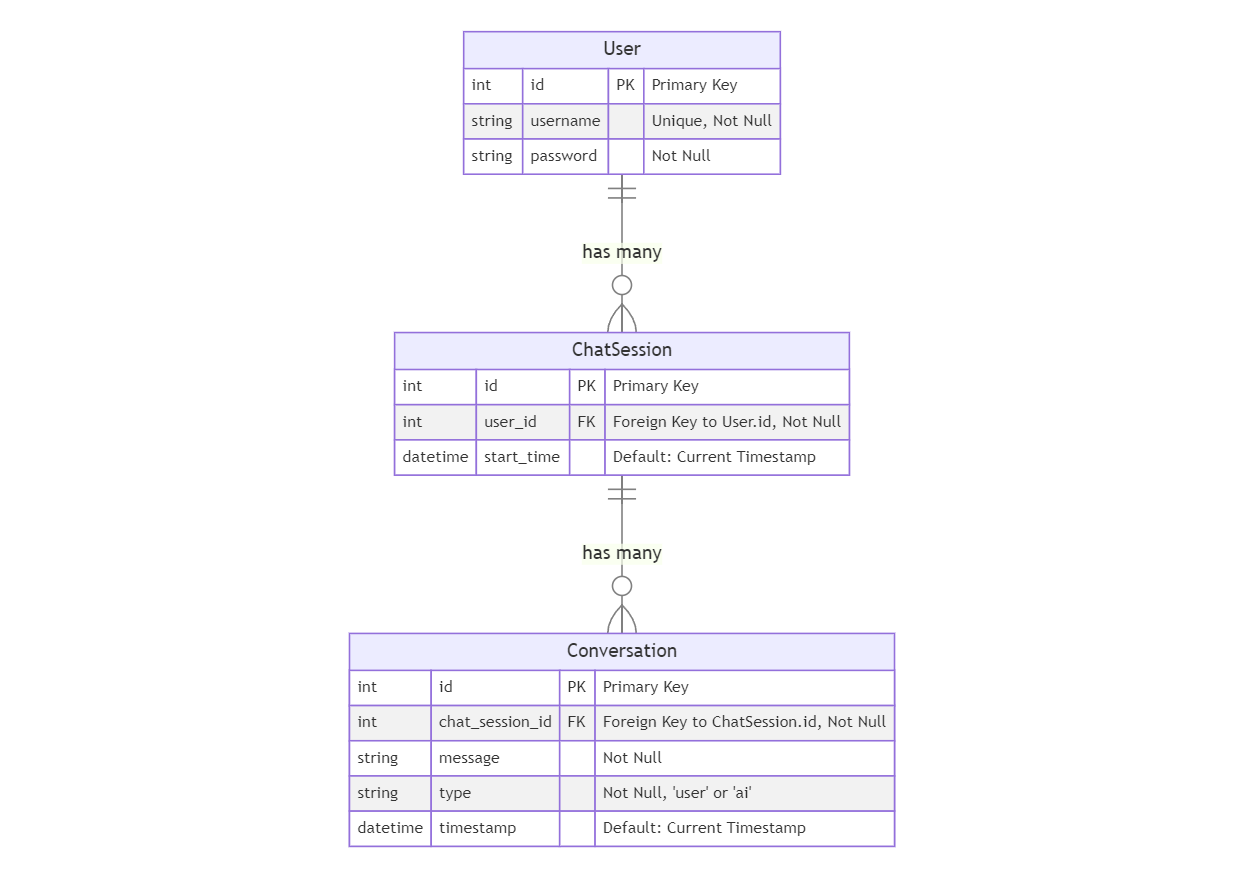 User
int id PK Primary Key
string username Unique, Not Null
string password Not Null
has many
ChatSession
int id PK Primary Key
int user_id FK Foreign Key to User.id, Not Null
datetime start_time Default: Current Timestamp
has many
Conversation
int id PK Primary Key
int chat_session_id FK Foreign Key to ChatSession.id, Not Null
string message Not Null
string type Not Null, 'user' or 'ai'
datetime timestamp Default: Current Timestamp